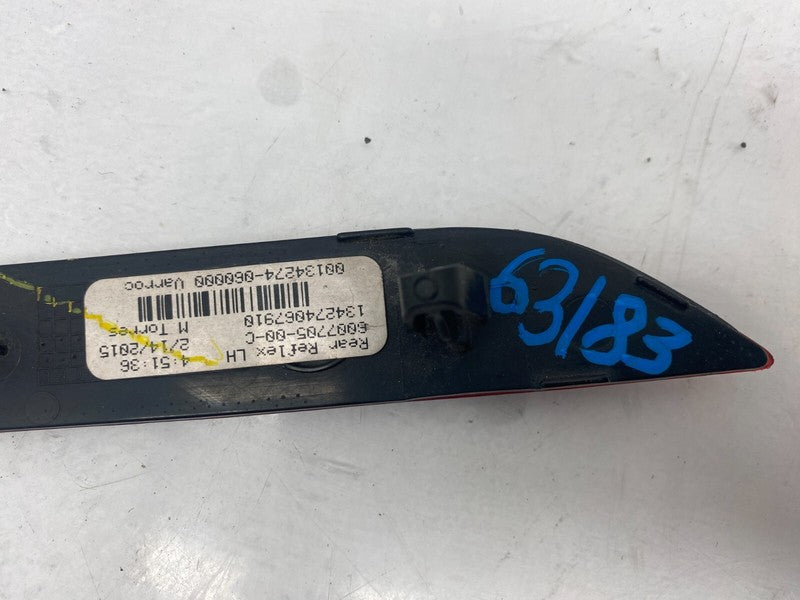 Rear Reflex LH 4:51:36
6007705-00-C 2/14/2015
134274067910 M Torres
00134274-060000 Varroc
63/83